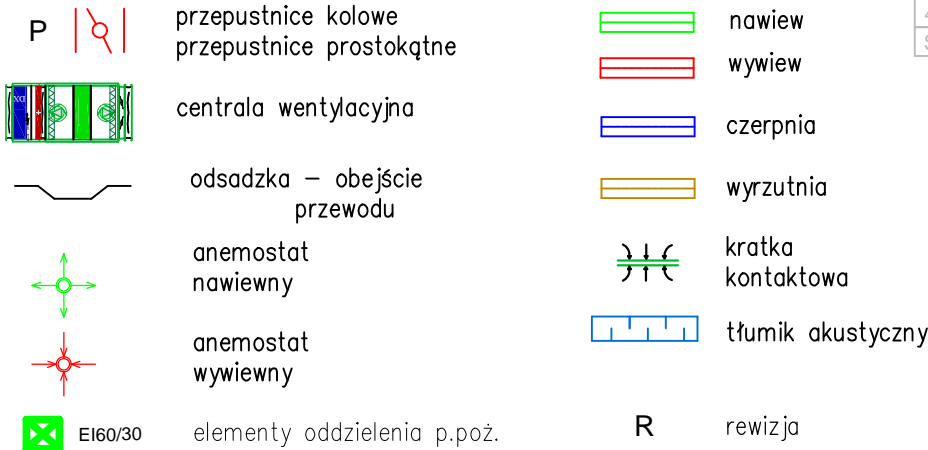 P
przepustnice kolowe
przepustnice prostokątne
DX
centrala wentylacyjna
odsadzka – obejście
przewodu
anemostat
nawiewny
anemostat
wywiewny
EI60/30 elementy oddzielenia p.poż.
nawiew
wywiew
czerpnia
wyrzutnia
kratka
kontaktowa
tłumik akustyczny
R rewizja